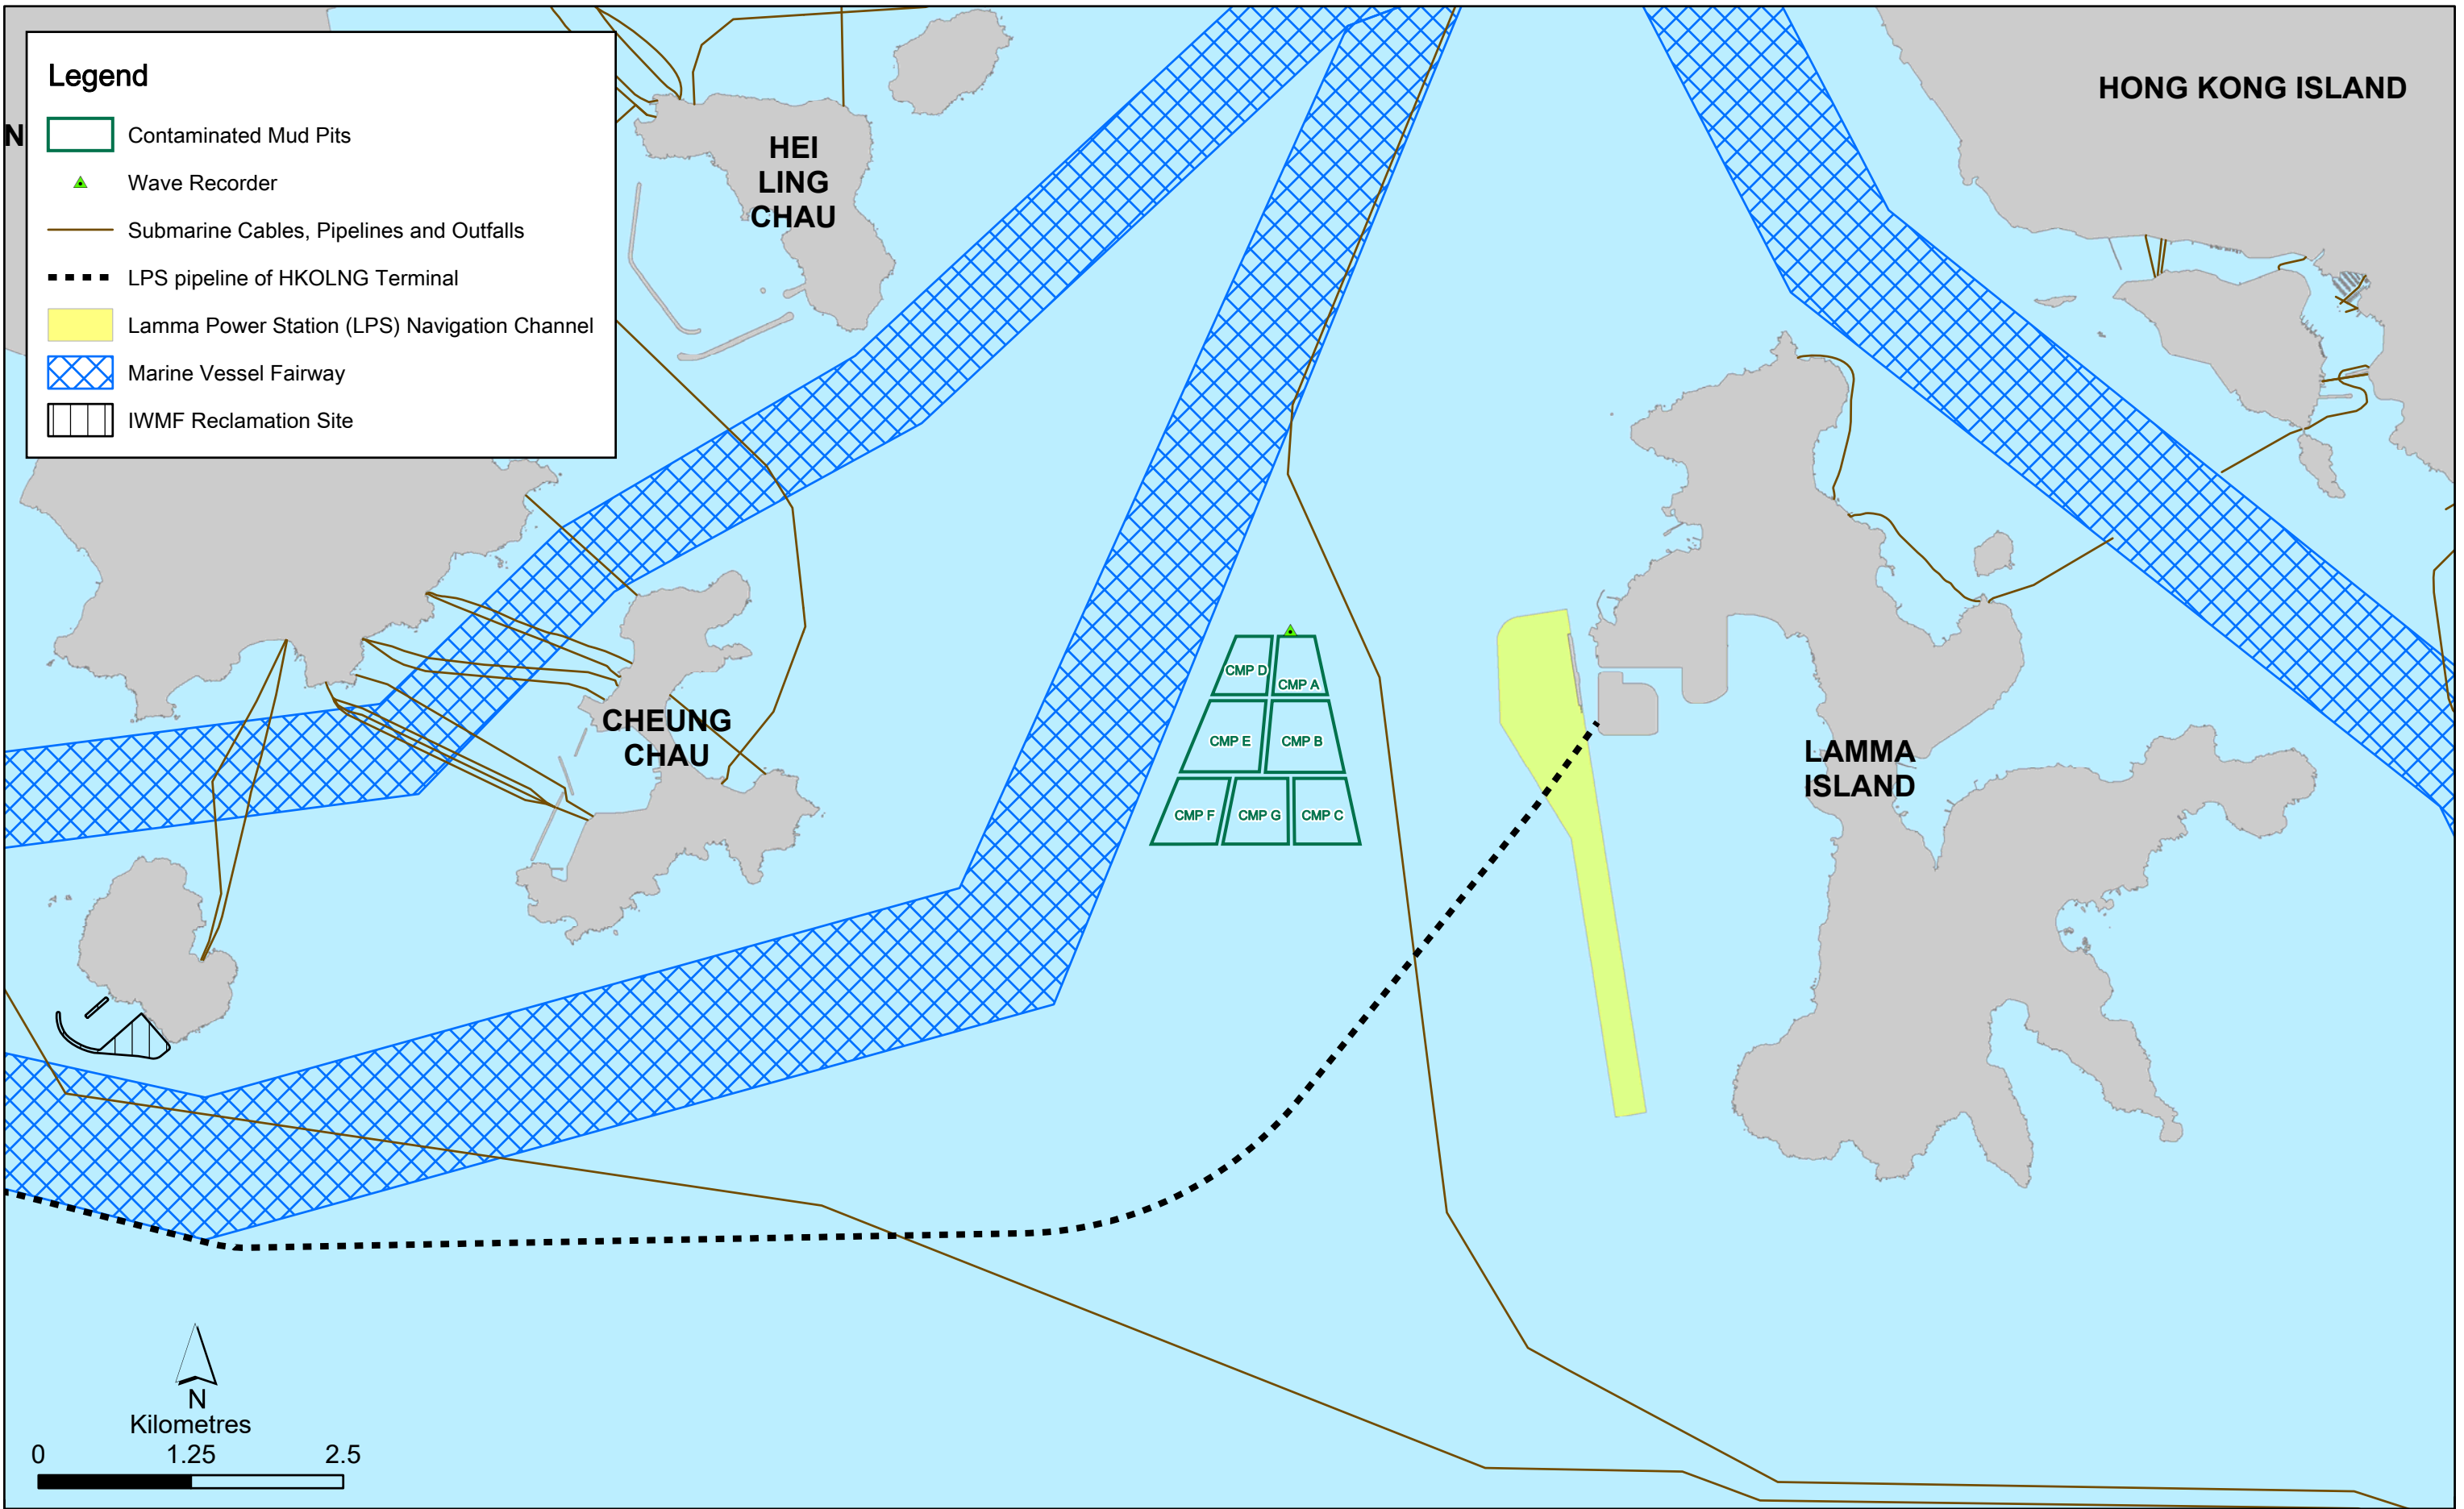 Legend
Contaminated Mud Pits
Wave Recorder
Submarine Cables, Pipelines and Outfalls
LPS pipeline of HKOLNG Terminal
Lamma Power Station (LPS) Navigation Channel
Marine Vessel Fairway
IWMF Reclamation Site
N
HEI
LING
CHAU
HONG KONG ISLAND
CHEUNG
CHAU
CMP D
CMP A
CMP E
CMP B
CMP F
CMP G
CMP C
LAMMA
ISLAND
N
Kilometres
0 1.25 2.5